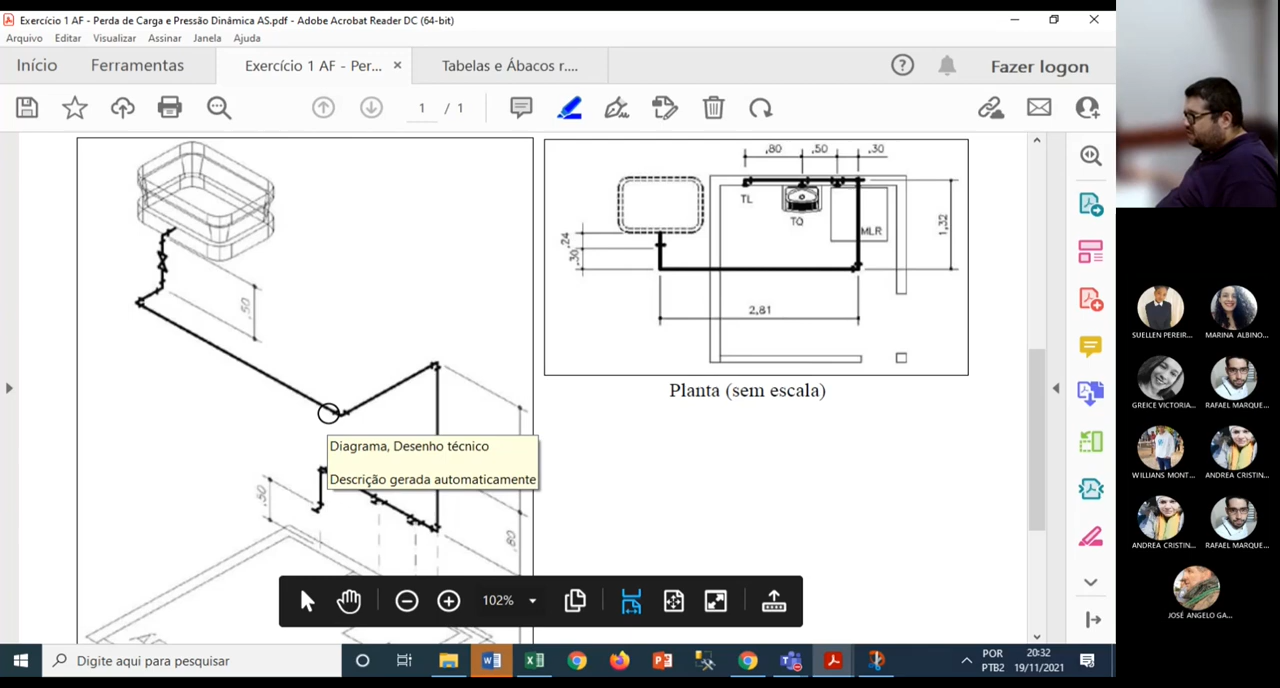 Exercício 1 AF - Perda de Carga e Pressão Dinâmica AS.pdf - Adobe Acrobat Reader DC (64-bit)
Arquivo Editar Visualizar Assinar Janela Ajuda
Início Ferramentas Exercício 1 AF - Per... × Tabelas e Ábacos r.... Fazer logon
1 / 1
,50
,50
,80
,80 ,50 ,30
TL
TQ
MLR
,24
,30
1,32
2,81
Planta (sem escala)
Diagrama, Desenho técnico
Descrição gerada automaticamente
102%
Digite aqui para pesquisar
POR
PTB2
20:32
19/11/2021
SUELLEN PEREIR... MARINA ALBINO...
GREICE VICTORIA... RAFAEL MARQUE...
WILLIANS MONT... ANDREA CRISTIN...
ANDREA CRISTIN... RAFAEL MARQUE...
JOSÉ ANGELO GA...